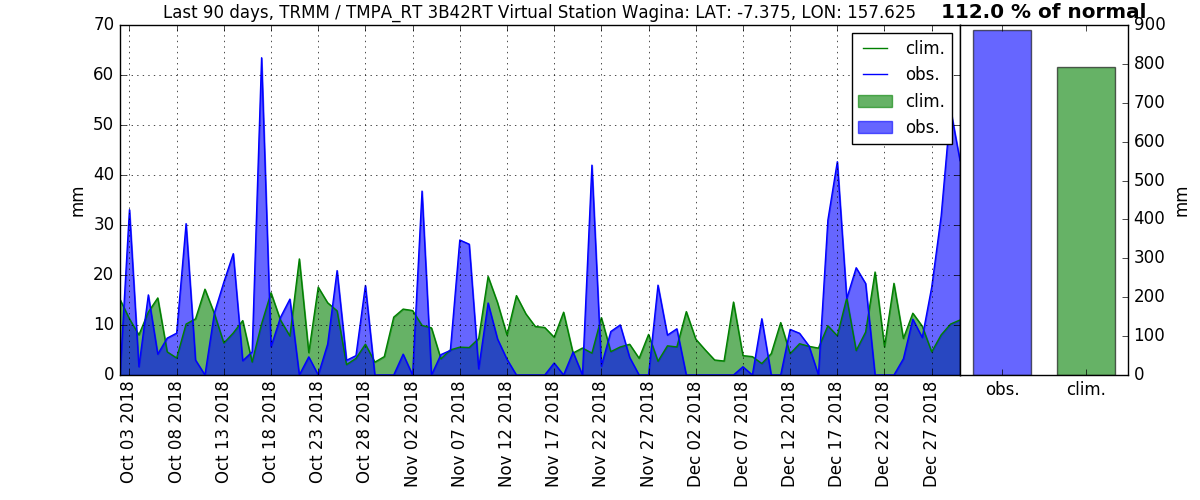 Last 90 days, TRMM / TMPA_RT 3B42RT Virtual Station Wagina: LAT: -7.375, LON: 157.625
112.0 % of normal
70
60
50
40
30
20
10
0
mm
clim.
obs.
clim.
obs.
900
800
700
600
500
400
300
200
100
0
mm
obs.
clim.
Oct 03 2018
Oct 08 2018
Oct 13 2018
Oct 18 2018
Oct 23 2018
Oct 28 2018
Nov 02 2018
Nov 07 2018
Nov 12 2018
Nov 17 2018
Nov 22 2018
Nov 27 2018
Dec 02 2018
Dec 07 2018
Dec 12 2018
Dec 17 2018
Dec 22 2018
Dec 27 2018